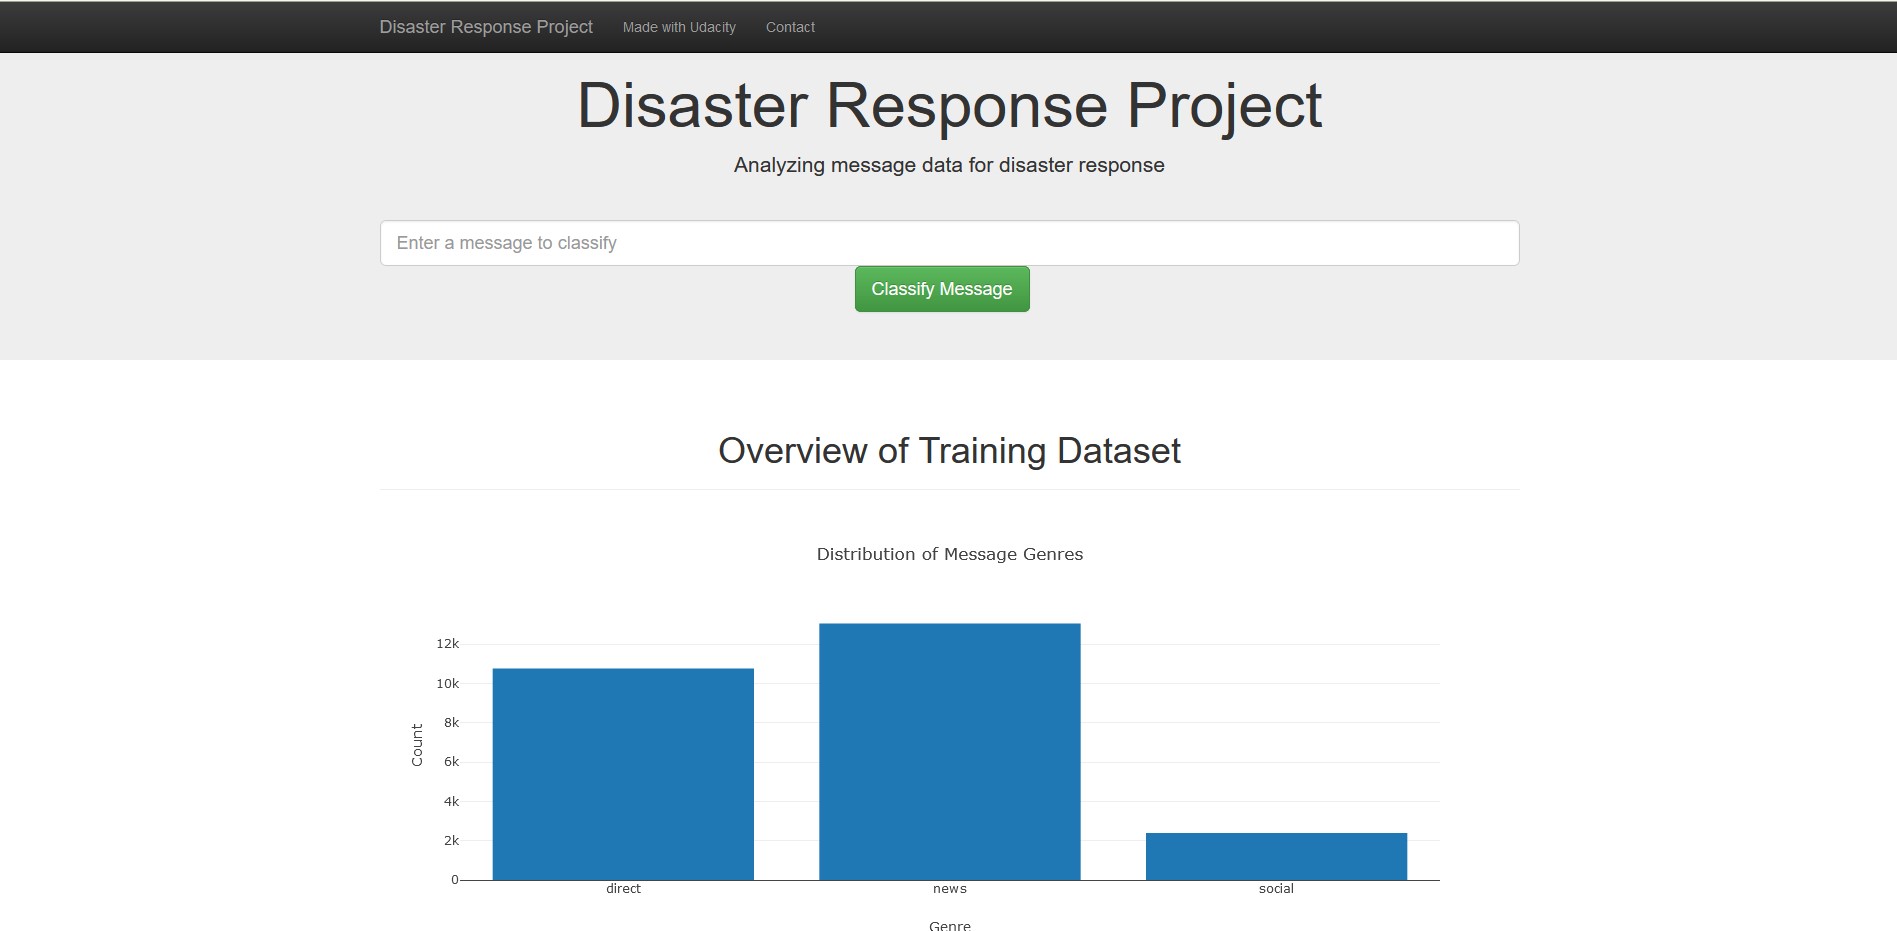 Disaster Response Project Made with Udacity Contact
Disaster Response Project
Analyzing message data for disaster response
Enter a message to classify
Classify Message
Overview of Training Dataset
Distribution of Message Genres
12k
10k
8k
6k
4k
2k
0
Count
direct news social
Genre